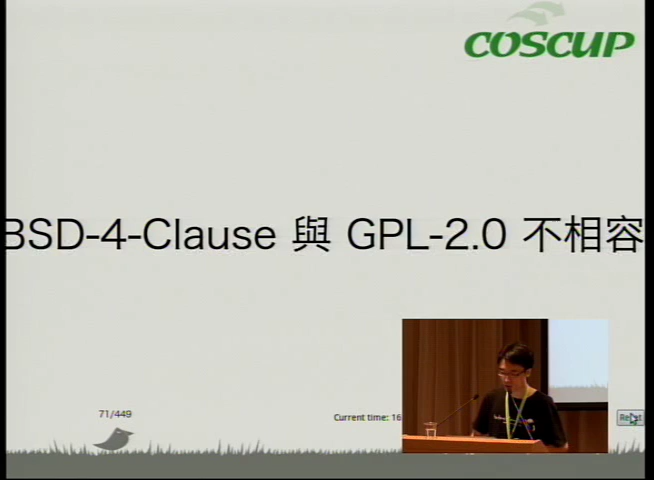 COSCUP
BSD-4-Clause 與 GPL-2.0 不相容
71/449
Current time: 16